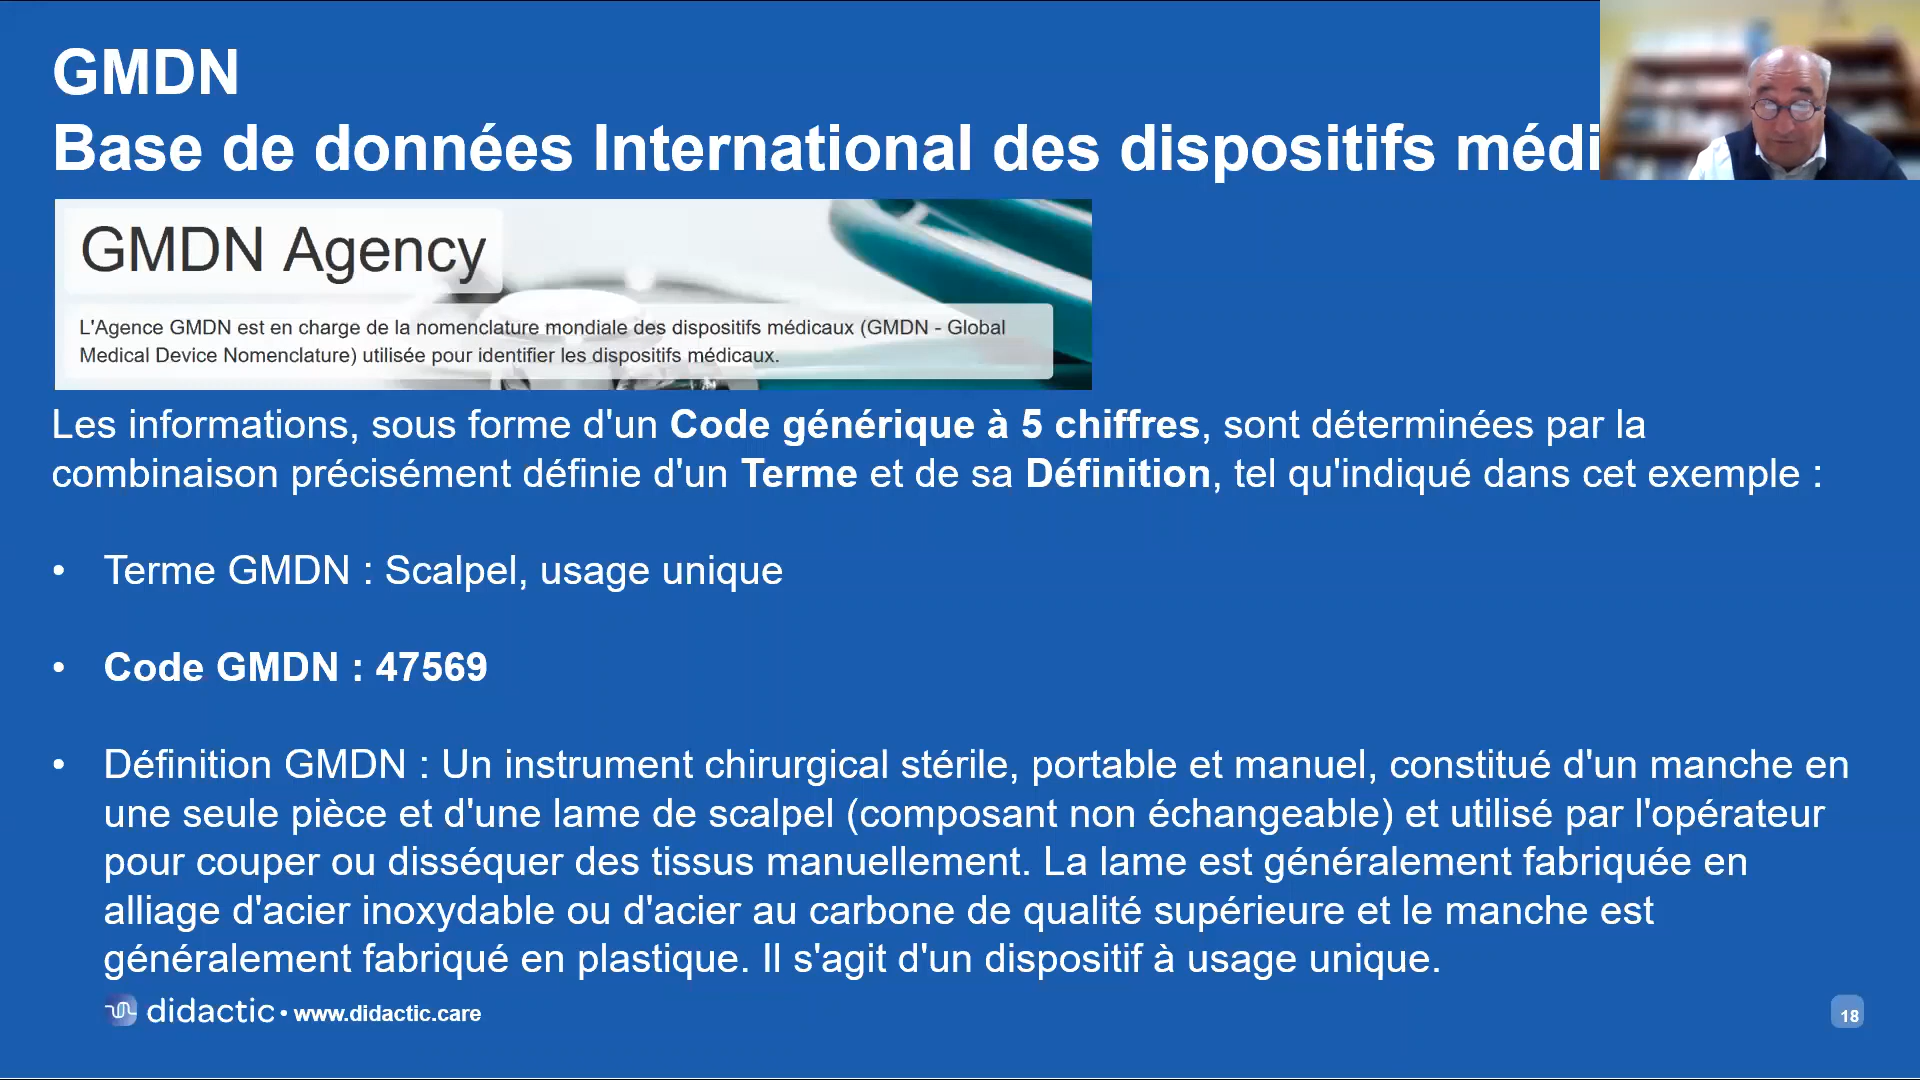 GMDN
Base de données International des dispositifs médi
GMDN Agency
L'Agence GMDN est en charge de la nomenclature mondiale des dispositifs médicaux (GMDN - Global
Medical Device Nomenclature) utilisée pour identifier les dispositifs médicaux.
Les informations, sous forme d'un Code générique à 5 chiffres, sont déterminées par la
combinaison précisément définie d'un Terme et de sa Définition, tel qu'indiqué dans cet exemple :
• Terme GMDN : Scalpel, usage unique
• Code GMDN : 47569
• Définition GMDN : Un instrument chirurgical stérile, portable et manuel, constitué d'un manche en
une seule pièce et d'une lame de scalpel (composant non échangeable) et utilisé par l'opérateur
pour couper ou disséquer des tissus manuellement. La lame est généralement fabriquée en
alliage d'acier inoxydable ou d'acier au carbone de qualité supérieure et le manche est
généralement fabriqué en plastique. Il s'agit d'un dispositif à usage unique.
didactic • www.didactic.care
18